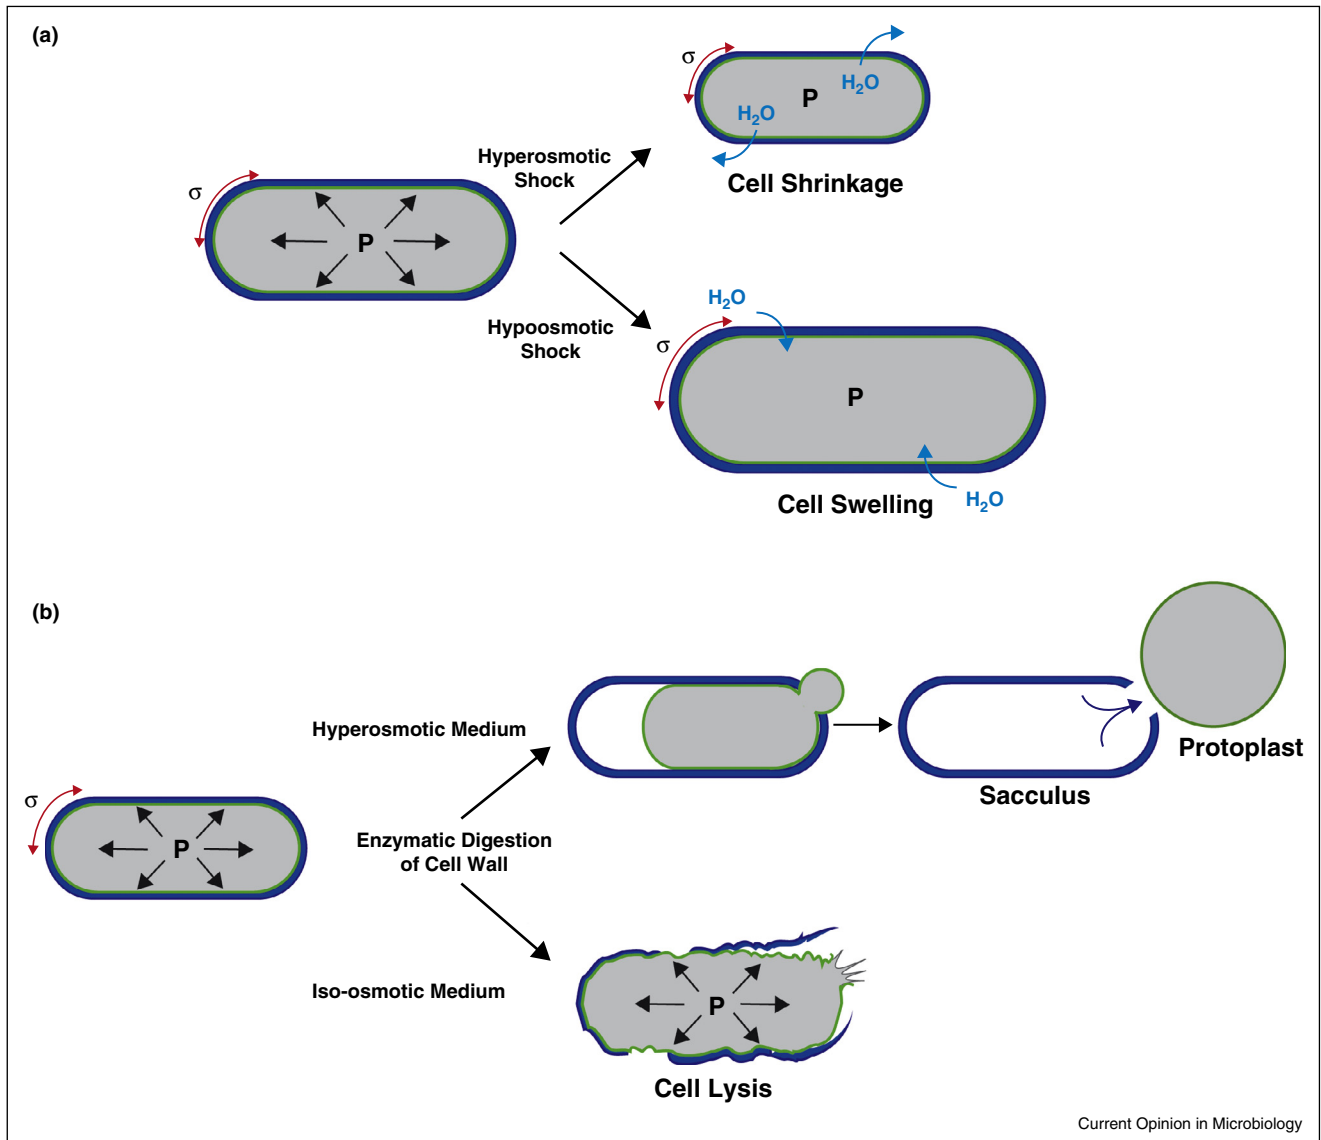 (a)
σ
P
H₂O
H₂O
Cell Shrinkage
Hyperosmotic
Shock
σ
P
Hypoosmotic
Shock
H₂O
σ
P
H₂O
Cell Swelling
(b)
Hyperosmotic Medium
Protoplast
Sacculus
σ
P
Enzymatic Digestion
of Cell Wall
Iso-osmotic Medium
P
Cell Lysis
Current Opinion in Microbiology